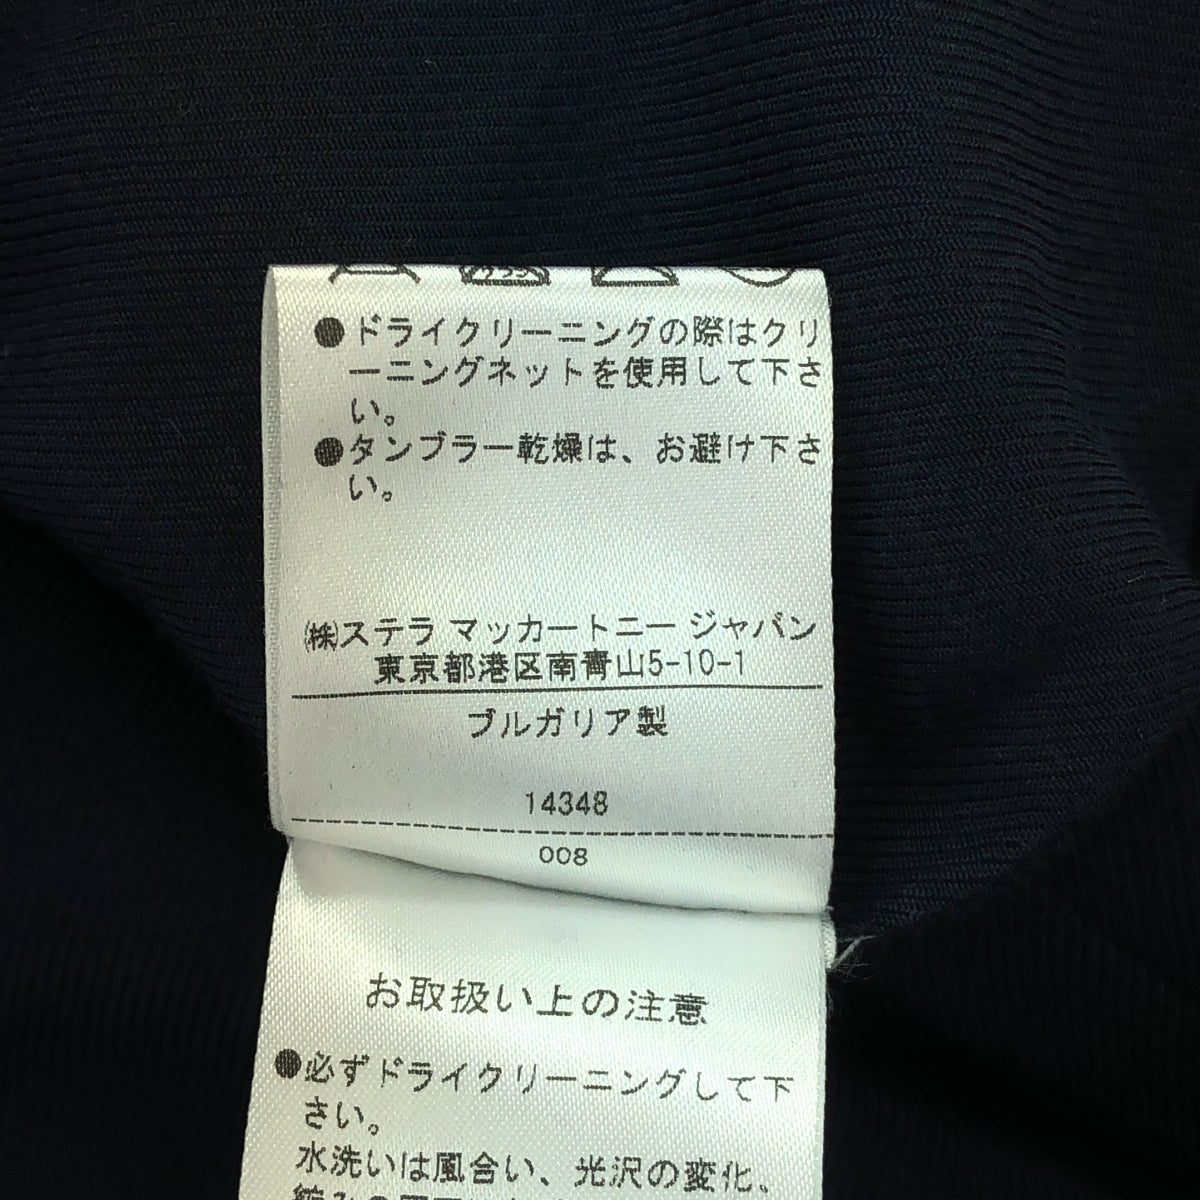 ●ドライクリーニングの際はクリ
ーニングネットを使用して下さ
い。
●タンブラー乾燥は、お避け下さ
い。
㈱ステラ マッカートニー ジャパン
東京都港区南青山5-10-1
ブルガリア製
14348
008
お取扱い上の注意
●必ずドライクリーニングして下
さい。
水洗いは風合い、光沢の変化、